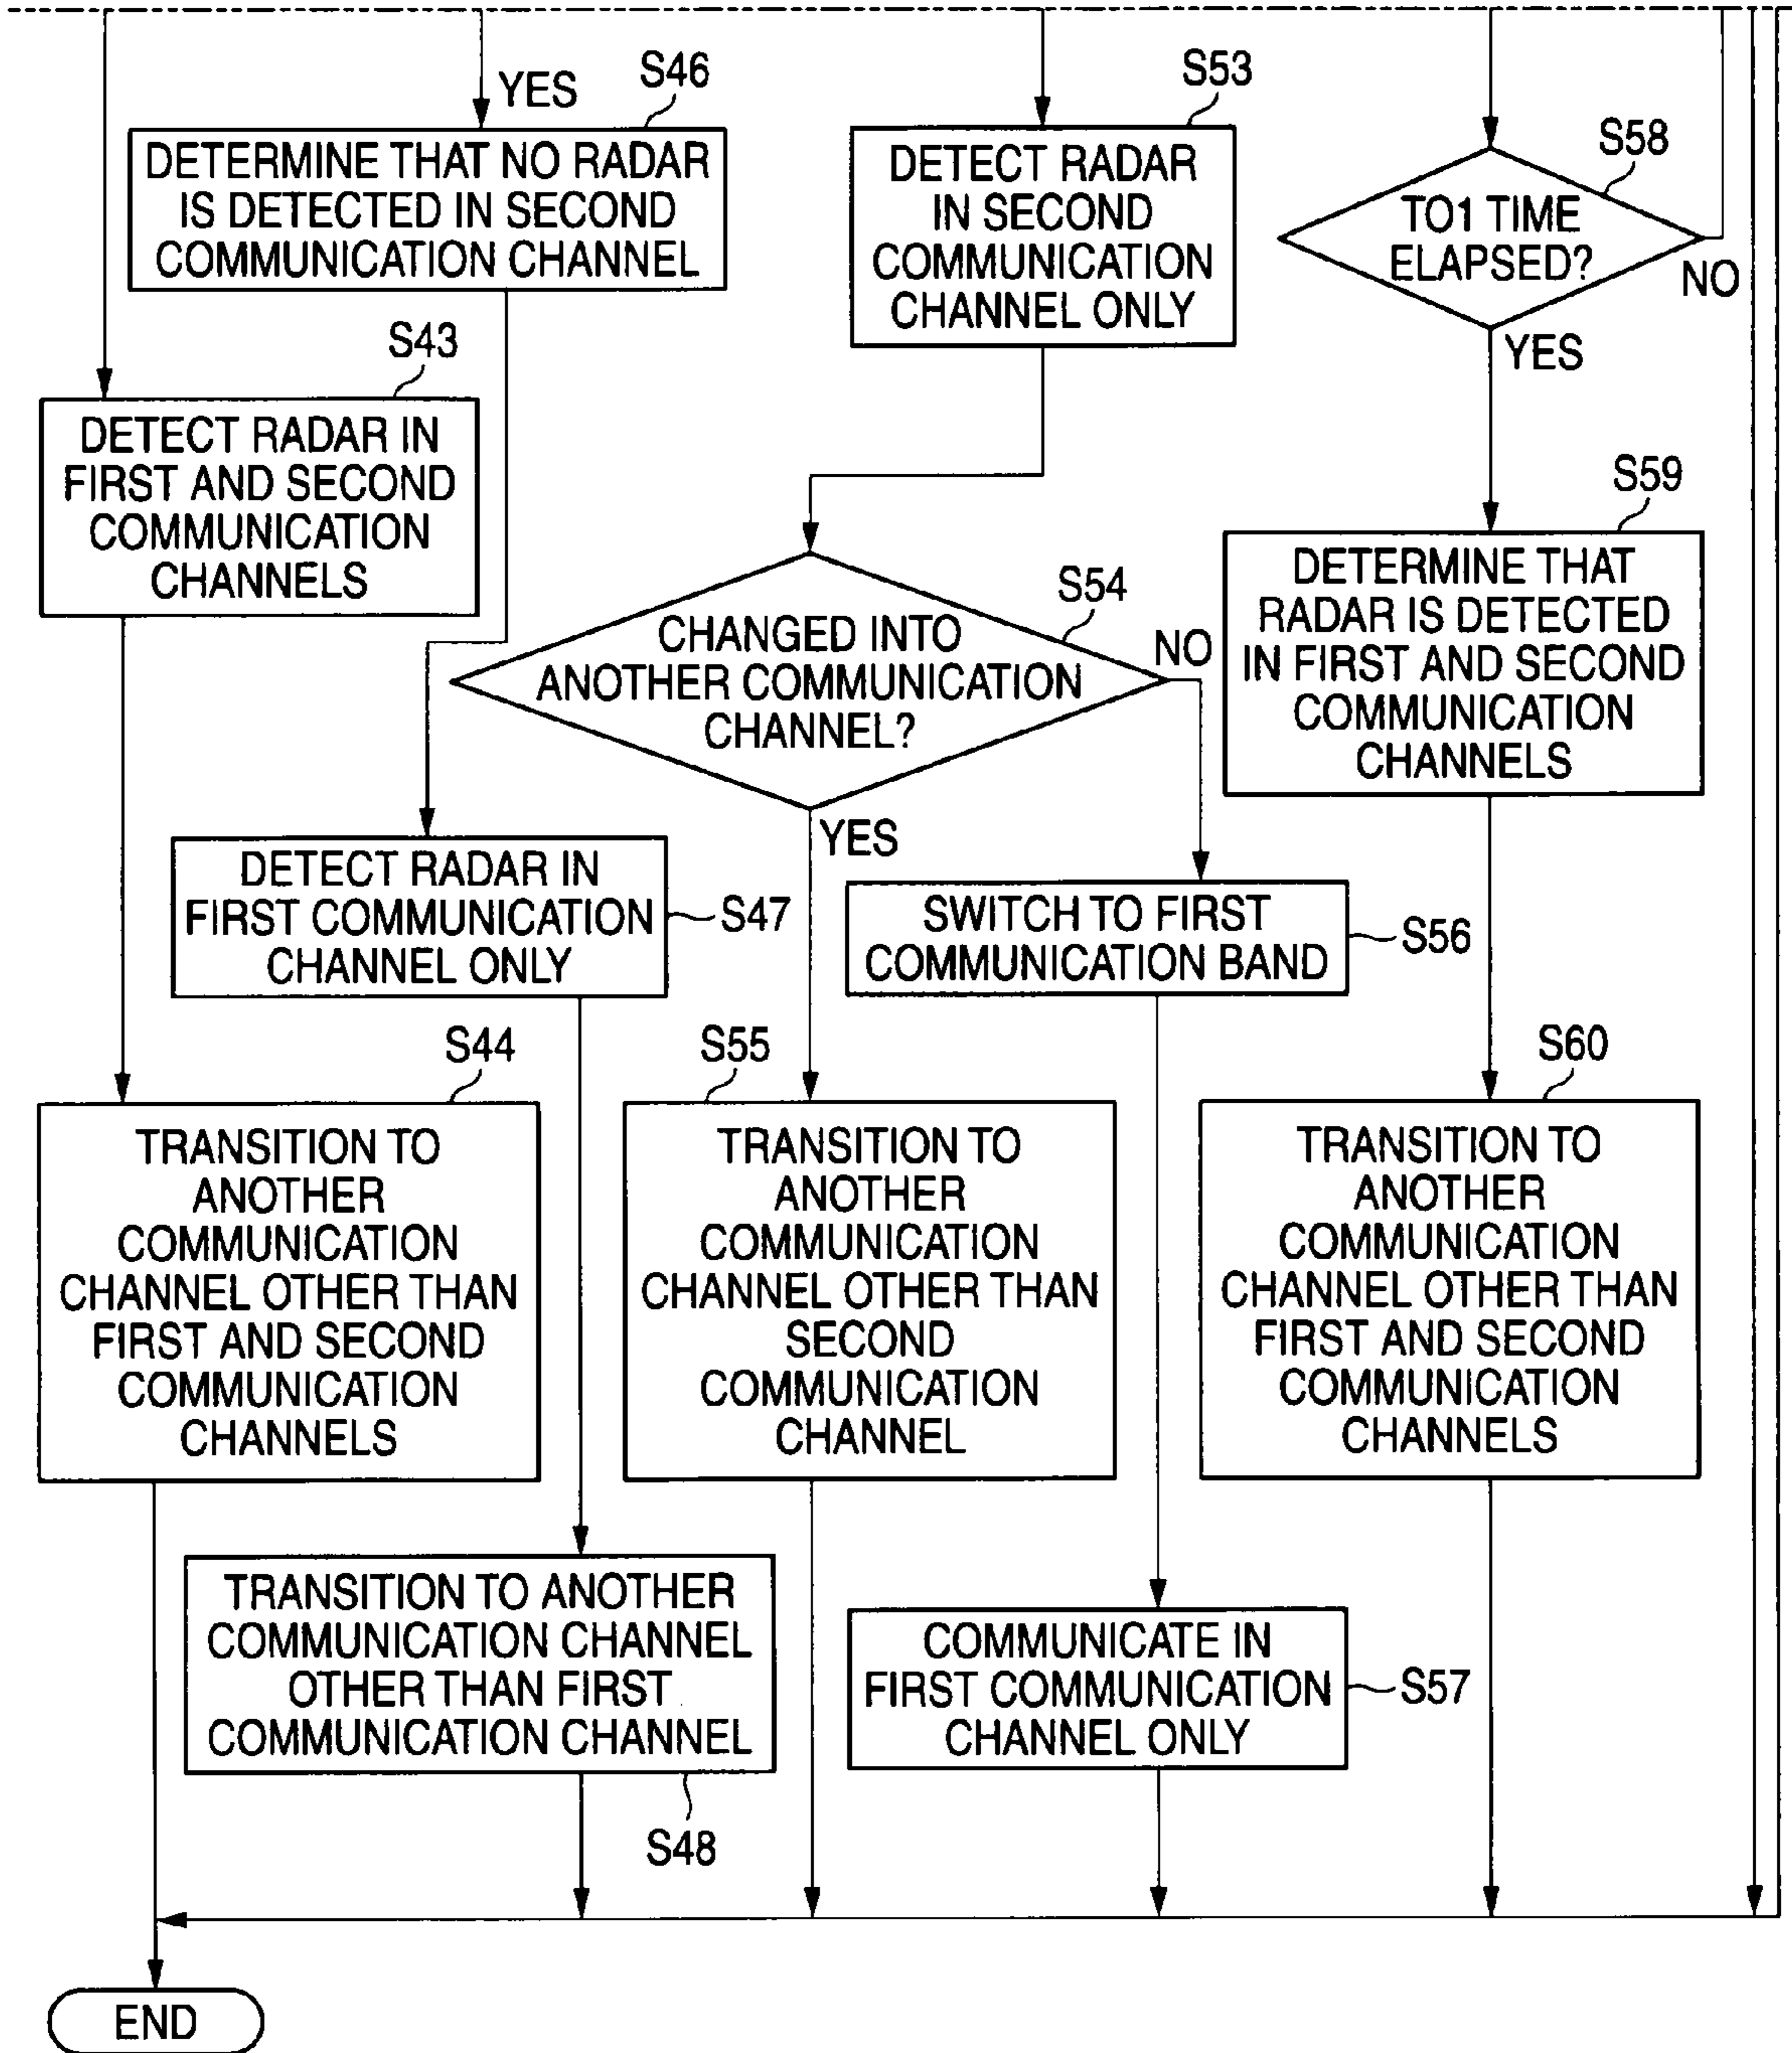 YES
S46
DETERMINE THAT NO RADAR
IS DETECTED IN SECOND
COMMUNICATION CHANNEL
S53
DETECT RADAR
IN SECOND
COMMUNICATION
CHANNEL ONLY
S58
TO1 TIME
ELAPSED?
NO
YES
S43
DETECT RADAR IN
FIRST AND SECOND
COMMUNICATION
CHANNELS
S54
CHANGED INTO
ANOTHER COMMUNICATION
CHANNEL?
NO
YES
S59
DETERMINE THAT
RADAR IS DETECTED
IN FIRST AND SECOND
COMMUNICATION
CHANNELS
DETECT RADAR IN
FIRST COMMUNICATION
CHANNEL ONLY
S47
SWITCH TO FIRST
COMMUNICATION BAND
S56
S44
TRANSITION TO
ANOTHER
COMMUNICATION
CHANNEL OTHER THAN
FIRST AND SECOND
COMMUNICATION
CHANNELS
S55
TRANSITION TO
ANOTHER
COMMUNICATION
CHANNEL OTHER THAN
SECOND
COMMUNICATION
CHANNEL
S60
TRANSITION TO
ANOTHER
COMMUNICATION
CHANNEL OTHER THAN
FIRST AND SECOND
COMMUNICATION
CHANNELS
TRANSITION TO ANOTHER
COMMUNICATION CHANNEL
OTHER THAN FIRST
COMMUNICATION CHANNEL
S48
COMMUNICATE IN
FIRST COMMUNICATION
CHANNEL ONLY
S57
END